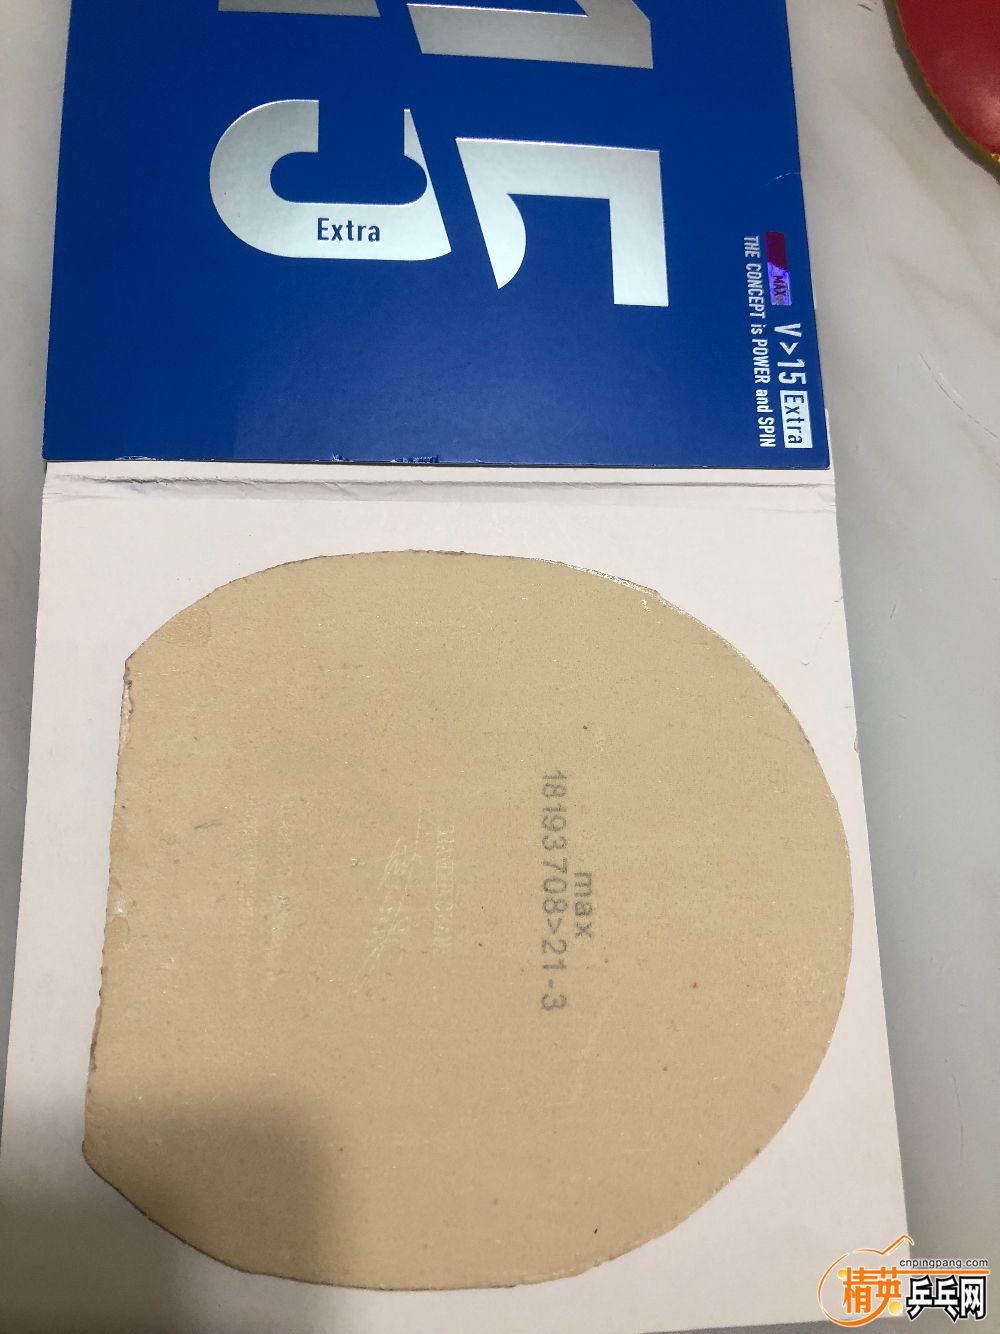 15
Extra
MAX
V>15 Extra
THE CONCEPT is POWER and SPIN
max
18193708>21-3
cnpingpang.com
精英乒乓网